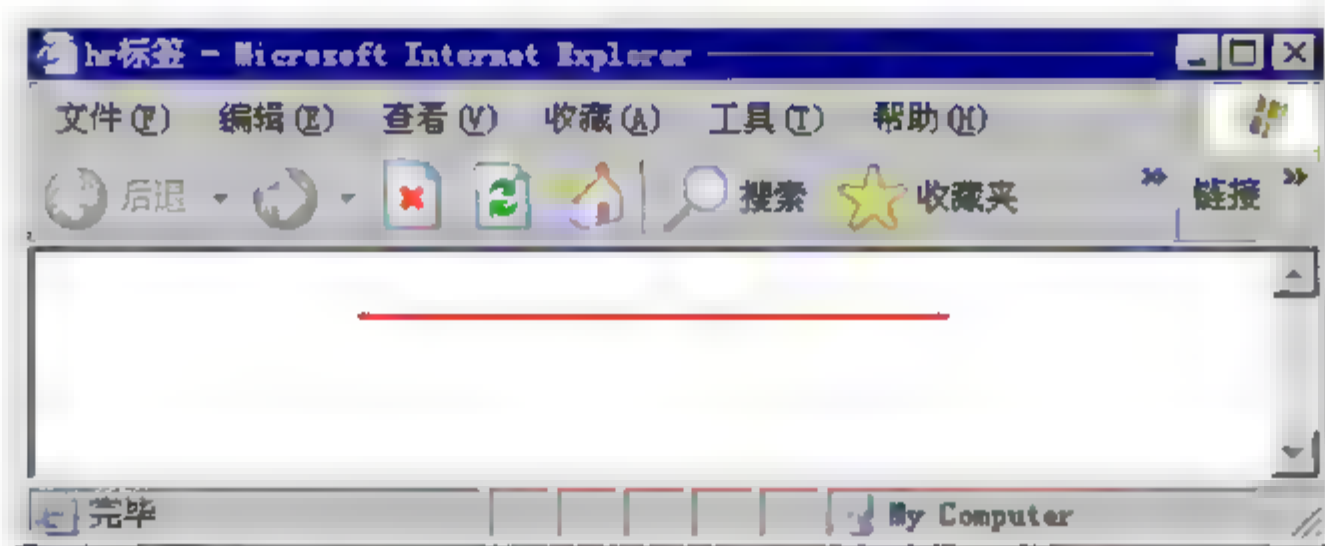 hr标签 - Microsoft Internet Explorer
文件(F) 编辑(E) 查看(V) 收藏(A) 工具(T) 帮助(H)
后退 搜索 收藏夹 » 链接 »
完毕 My Computer